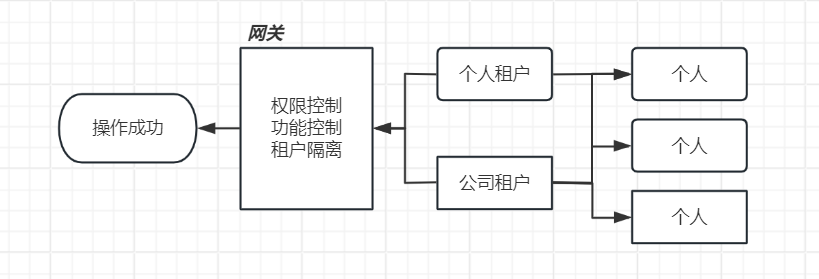 网关
操作成功
权限控制
功能控制
租户隔离
个人租户
公司租户
个人
个人
个人